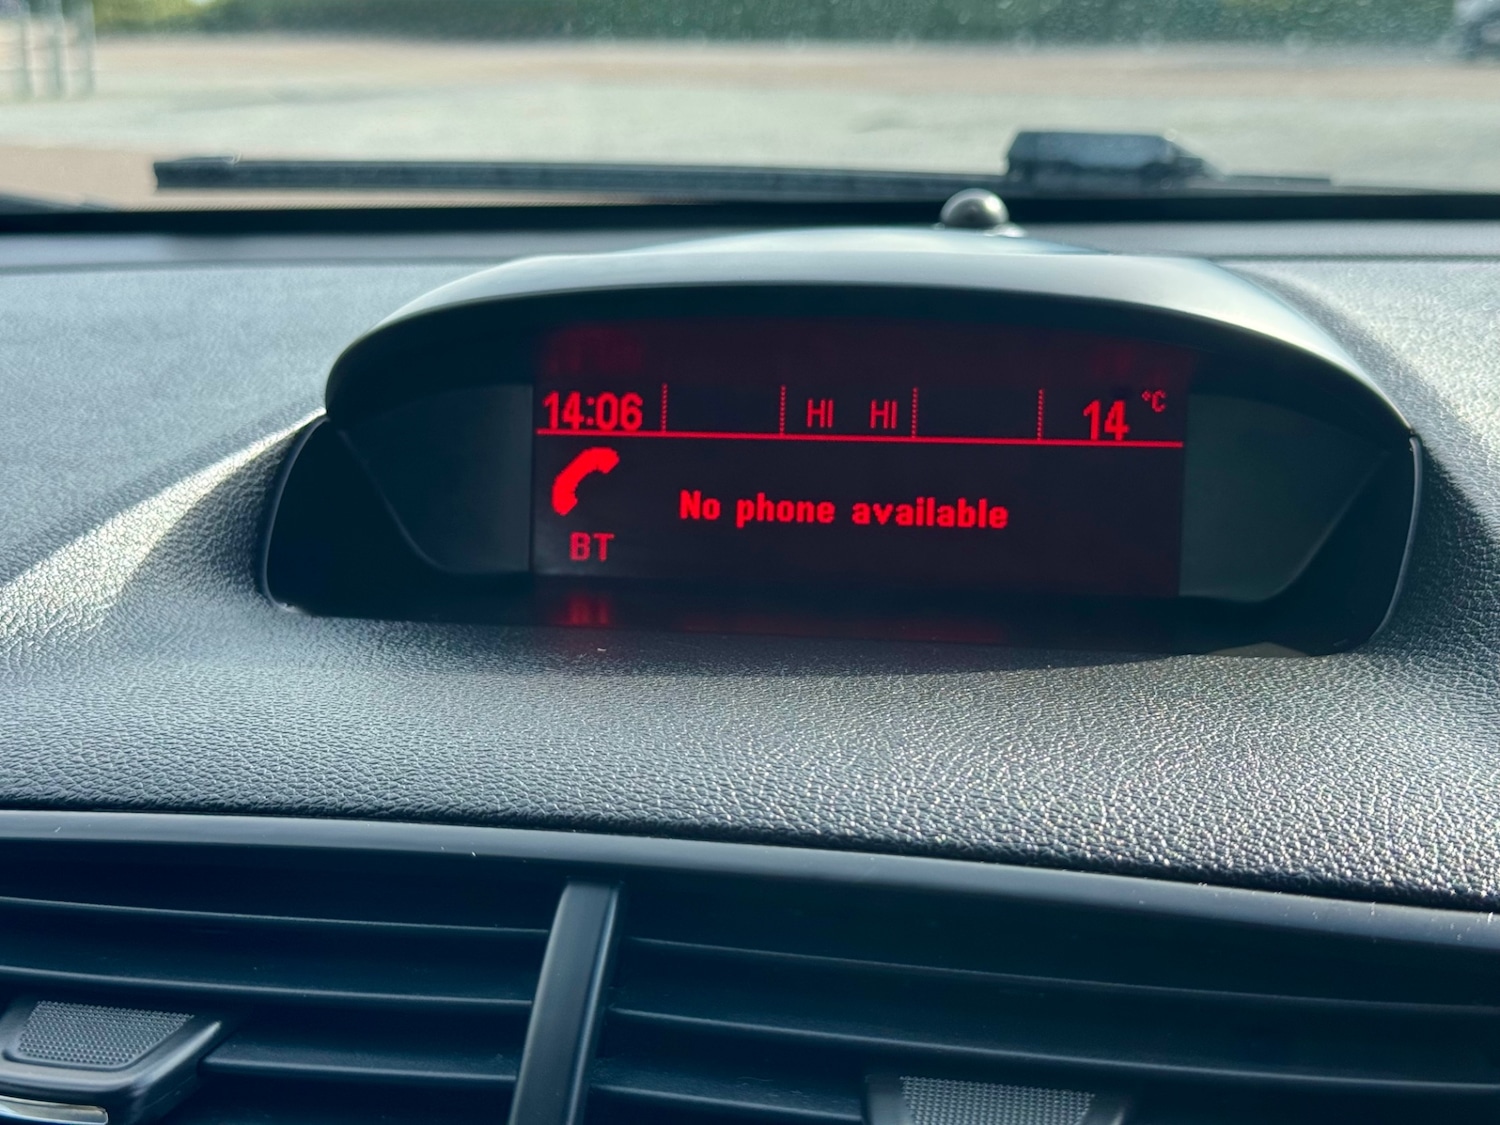 14:06 HI HI 14 °C
No phone available
BT